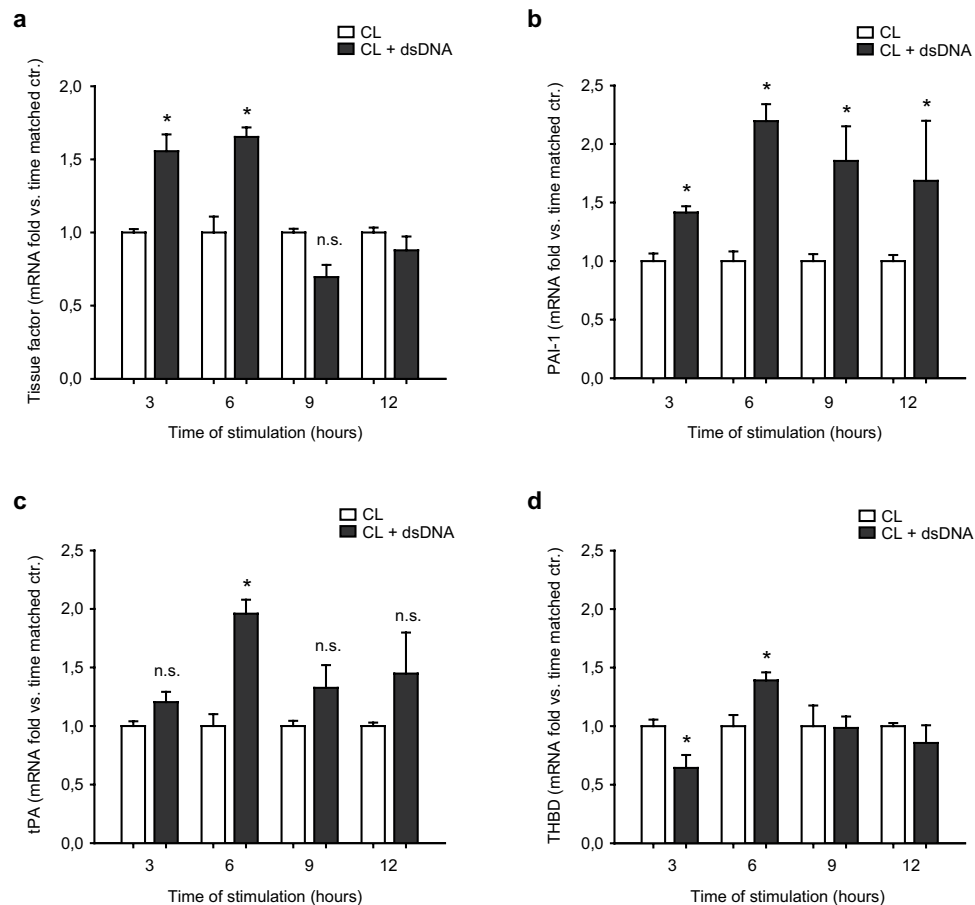 a
CL
CL + dsDNA
Tissue factor (mRNA fold vs. time matched ctr.)
2,0
1,5
1,0
0,5
0,0
*
*
n.s.
3 6 9 12
Time of stimulation (hours)
b
CL
CL + dsDNA
PAI-1 (mRNA fold vs. time matched ctr.)
2,5
2,0
1,5
1,0
0,5
0,0
*
*
*
*
3 6 9 12
Time of stimulation (hours)
c
CL
CL + dsDNA
tPA (mRNA fold vs. time matched ctr.)
2,5
2,0
1,5
1,0
0,5
0,0
n.s.
*
n.s.
n.s.
3 6 9 12
Time of stimulation (hours)
d
CL
CL + dsDNA
THBD (mRNA fold vs. time matched ctr.)
2,5
2,0
1,5
1,0
0,5
0,0
*
*
3 6 9 12
Time of stimulation (hours)